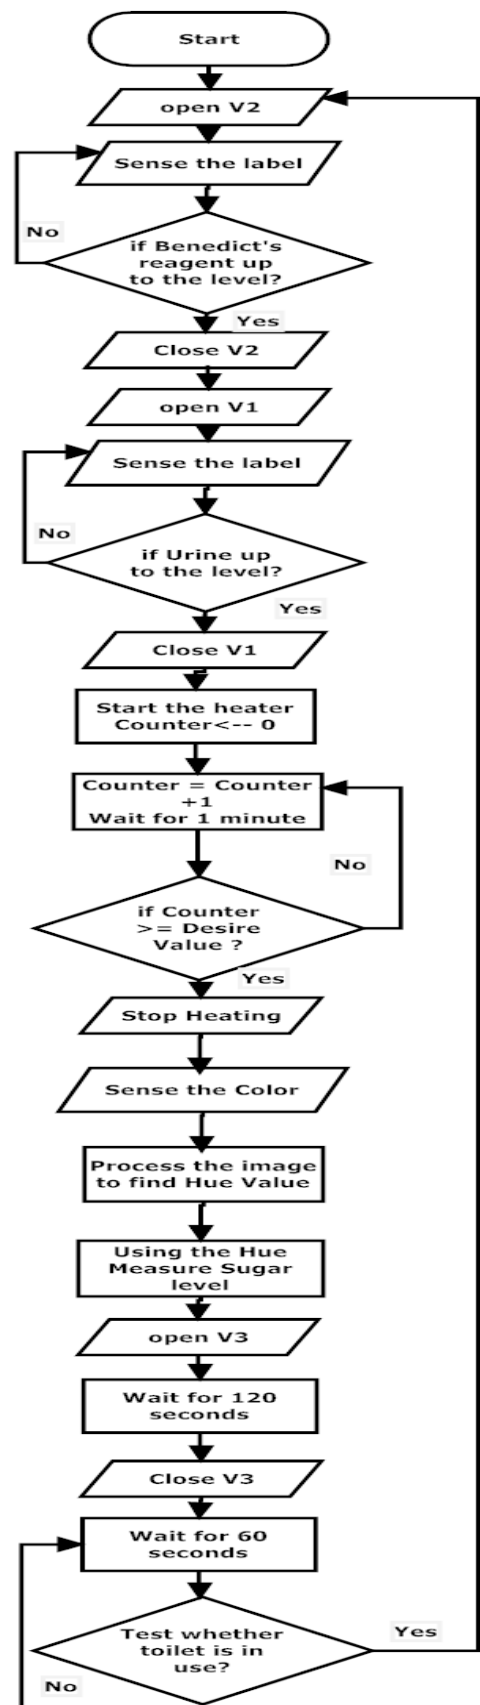 Start
open V2
Sense the label
No
if Benedict's
reagent up
to the level?
Yes
Close V2
open V1
Sense the label
No
if Urine up
to the level?
Yes
Close V1
Start the heater
Counter<-- 0
Counter = Counter
+1
Wait for 1 minute
No
if Counter
>= Desire
Value ?
Yes
Stop Heating
Sense the Color
Process the image
to find Hue Value
Using the Hue
Measure Sugar
level
open V3
Wait for 120
seconds
Close V3
Wait for 60
seconds
Test whether
toilet is in
use?
Yes
No